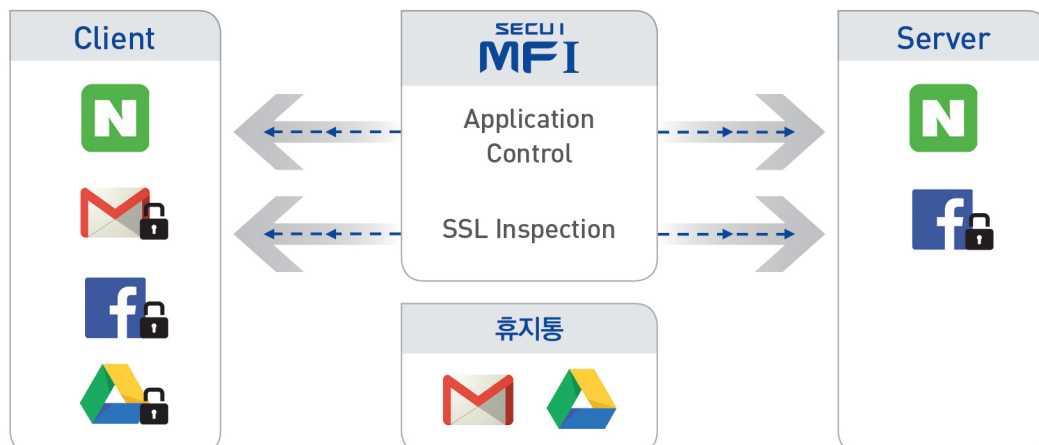 Client
SECUI
MFI
Server
N
N
Application
Control
f
SSL Inspection
f
휴지통